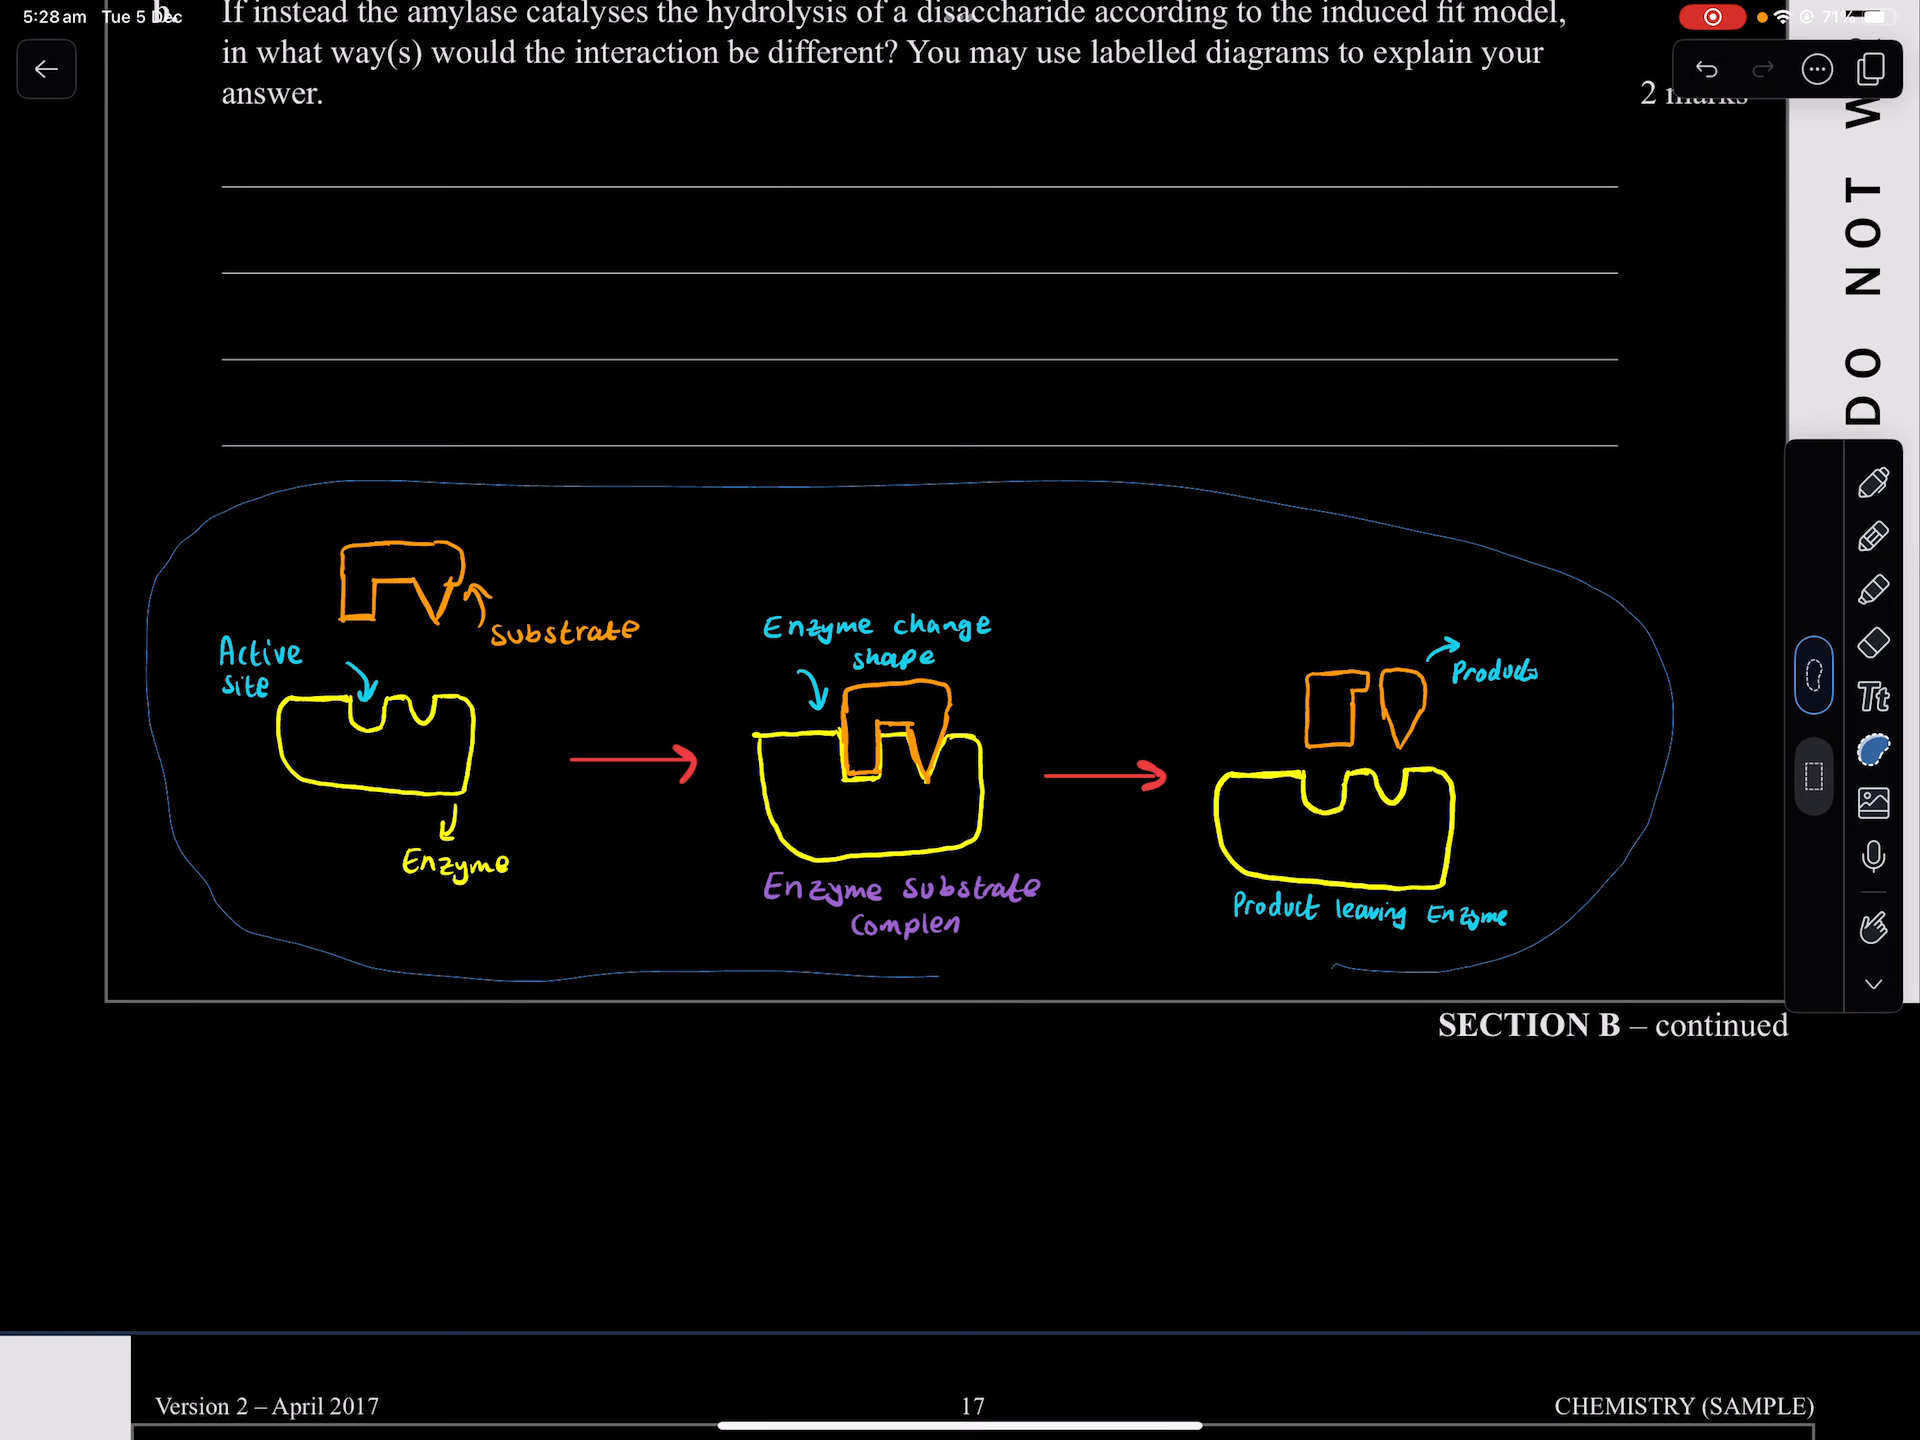 5:28 am Tue 5 Dec
71%
If instead the amylase catalyses the hydrolysis of a disaccharide according to the induced fit model,
in what way(s) would the interaction be different? You may use labelled diagrams to explain your
answer.
2 marks
DO NOT W
Substrate
Active
site
Enzyme
Enzyme change
shape
Enzyme Substrate
Complen
Products
Product leaving Enzyme
Tt
SECTION B – continued
Version 2 – April 2017
17
CHEMISTRY (SAMPLE)